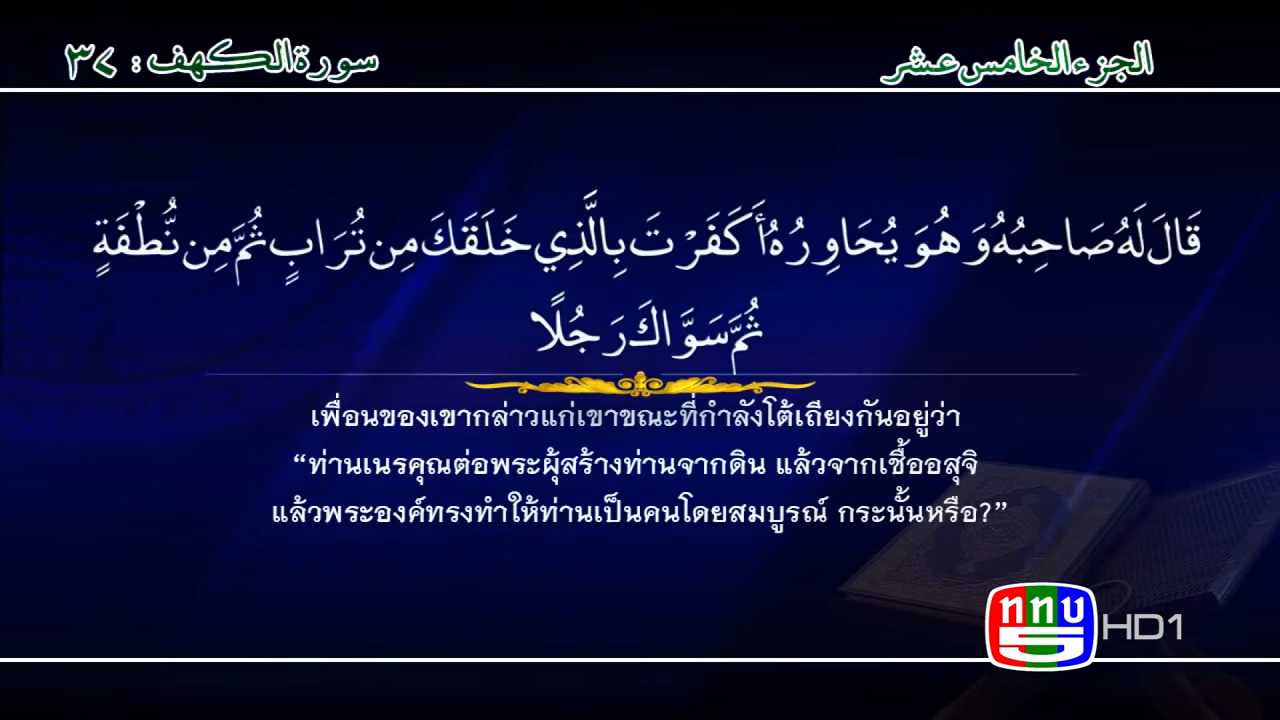 الجزء الخامس عشر
سورة الكهف : ٣٧
قَالَ لَهُ صَاحِبُهُ وَهُوَ يُحَاوِرُهُ أَكَفَرْتَ بِالَّذِي خَلَقَكَ مِن تُرَابٍ ثُمَّ مِن نُّطْفَةٍ
ثُمَّ سَوَّاكَ رَجُلًا
เพื่อนของเขากล่าวแก่เขาขณะที่กำลังโต้เถียงกันอยู่ว่า
“ท่านเนรคุณต่อพระผุ้สร้างท่านจากดิน แล้วจากเชื้ออสุจิ
แล้วพระองค์ทรงทำให้ท่านเป็นคนโดยสมบูรณ์ กระนั้นหรือ?”
ททบ HD1
5